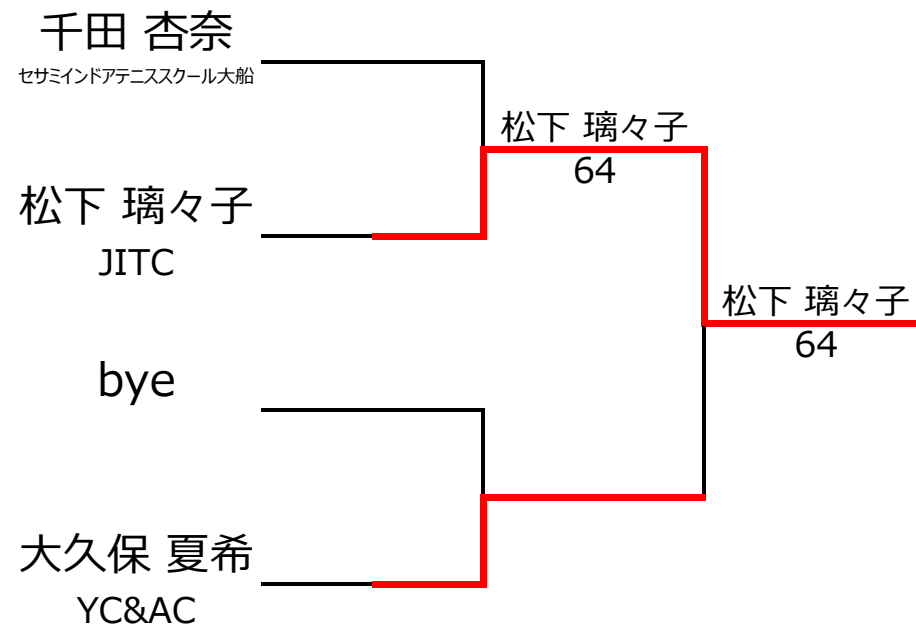 千田 杏奈
セサミインドアテニススクール大船
松下 璃々子
64
松下 璃々子
JITC
松下 璃々子
64
bye
大久保 夏希
YC&AC